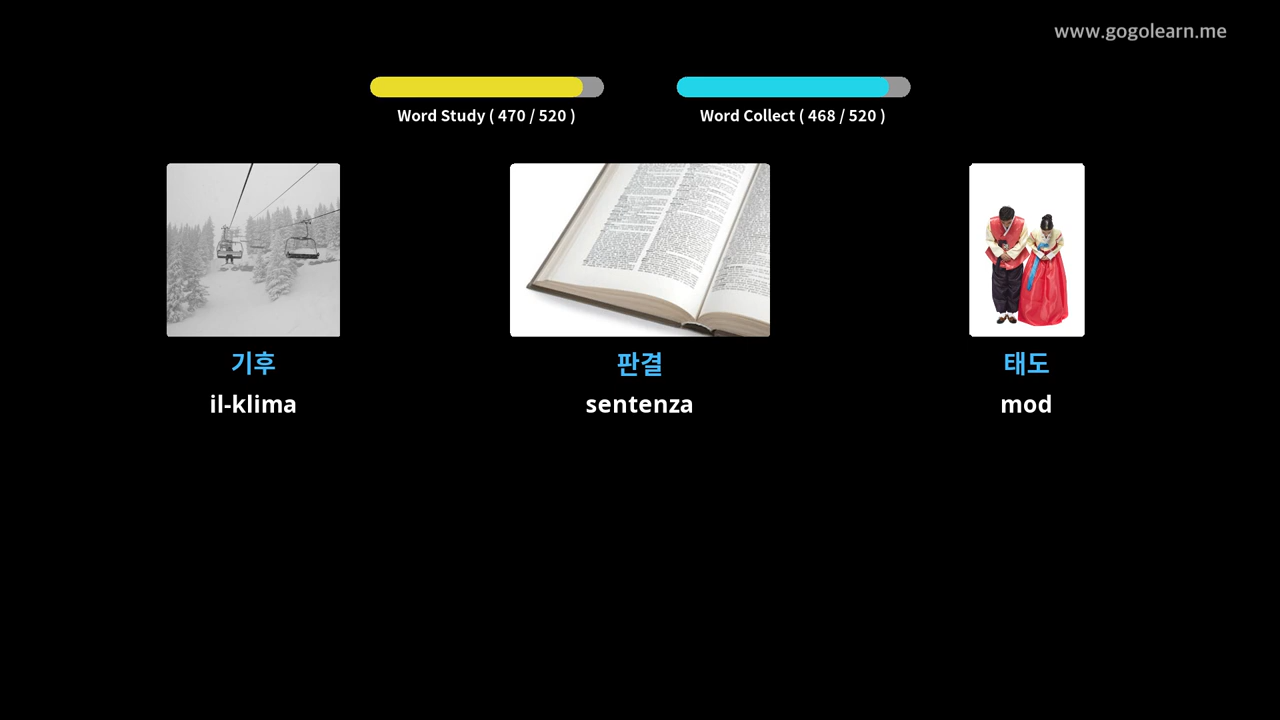 www.gogolearn.me
Word Study ( 470 / 520 )
Word Collect ( 468 / 520 )
기후
판결
태도
il-klima
sentenza
mod